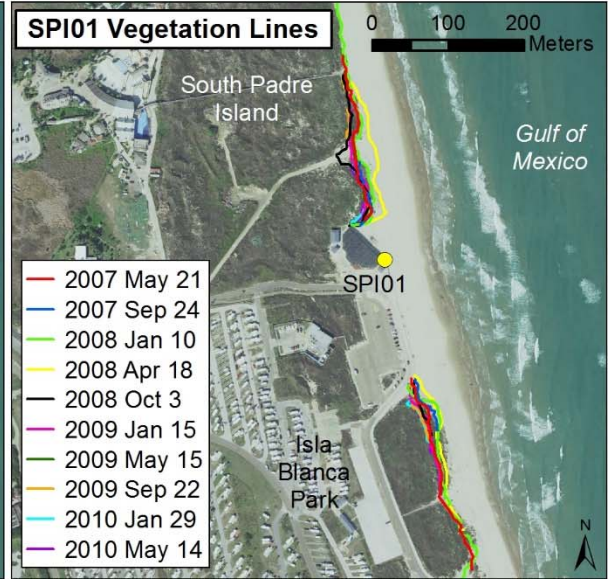 SPI01 Vegetation Lines
0 100 200
Meters
South Padre
Island
Gulf of
Mexico
SPI01
2007 May 21
2007 Sep 24
2008 Jan 10
2008 Apr 18
2008 Oct 3
2009 Jan 15
2009 May 15
2009 Sep 22
2010 Jan 29
2010 May 14
Isla
Blanca
Park
N